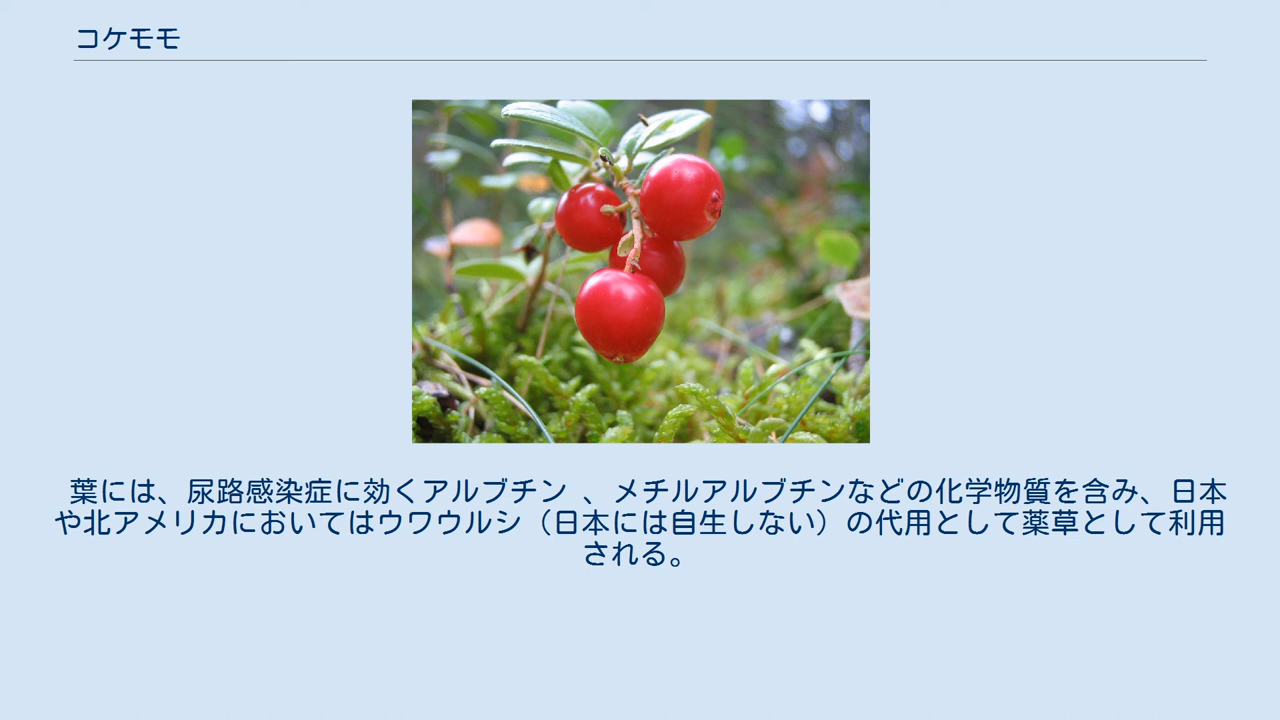 コケモモ
葉には、尿路感染症に効くアルブチン 、メチルアルブチンなどの化学物質を含み、日本
や北アメリカにおいてはウワウルシ（日本には自生しない）の代用として薬草として利用
される。